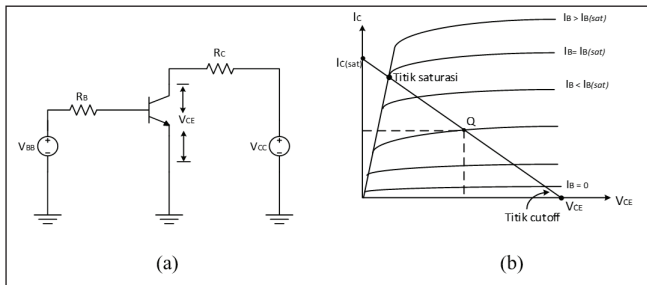 RC
RB
VCE
VBB
VCC
(a)
IC
IC(sat)
IB > IB(sat)
IB= IB(sat)
IB < IB(sat)
Titik saturasi
Q
IB = 0
VCE
VCE
Titik cutoff
(b)